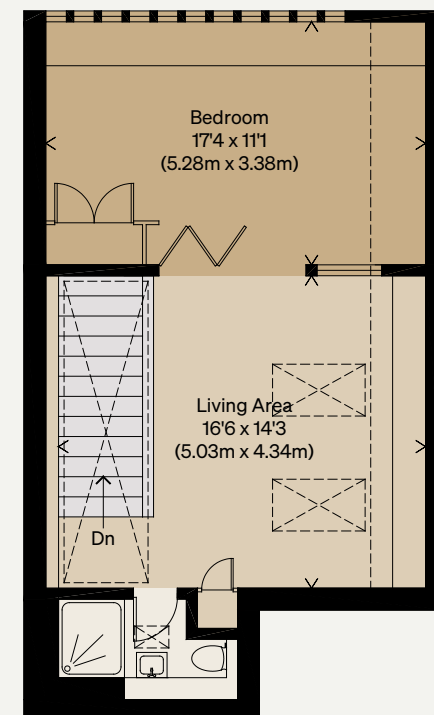 Bedroom
17'4 x 11'1
(5.28m x 3.38m)
Living Area
16'6 x 14'3
(5.03m x 4.34m)
Dn